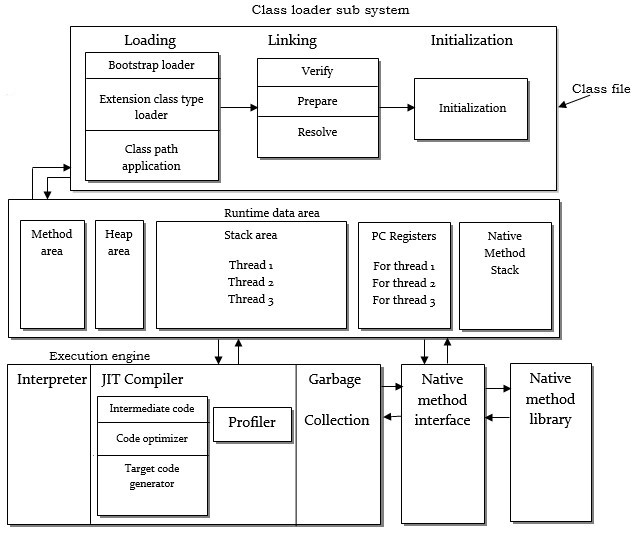 Class loader sub system
Loading
Linking
Initialization
Bootstrap loader
Extension class type
loader
Class path
application
Verify
Prepare
Resolve
Initialization
Class file
Runtime data area
Method
area
Heap
area
Stack area
Thread 1
Thread 2
Thread 3
PC Registers
For thread 1
For thread 2
For thread 3
Native
Method
Stack
Execution engine
Interpreter
JIT Compiler
Intermediate code
Code optimizer
Target code
generator
Profiler
Garbage
Collection
Native
method
interface
Native
method
library